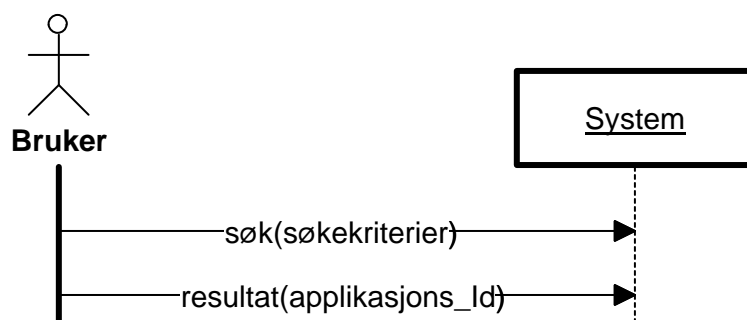 Bruker
System
søk(søkekriterier)
resultat(applikasjons_Id)